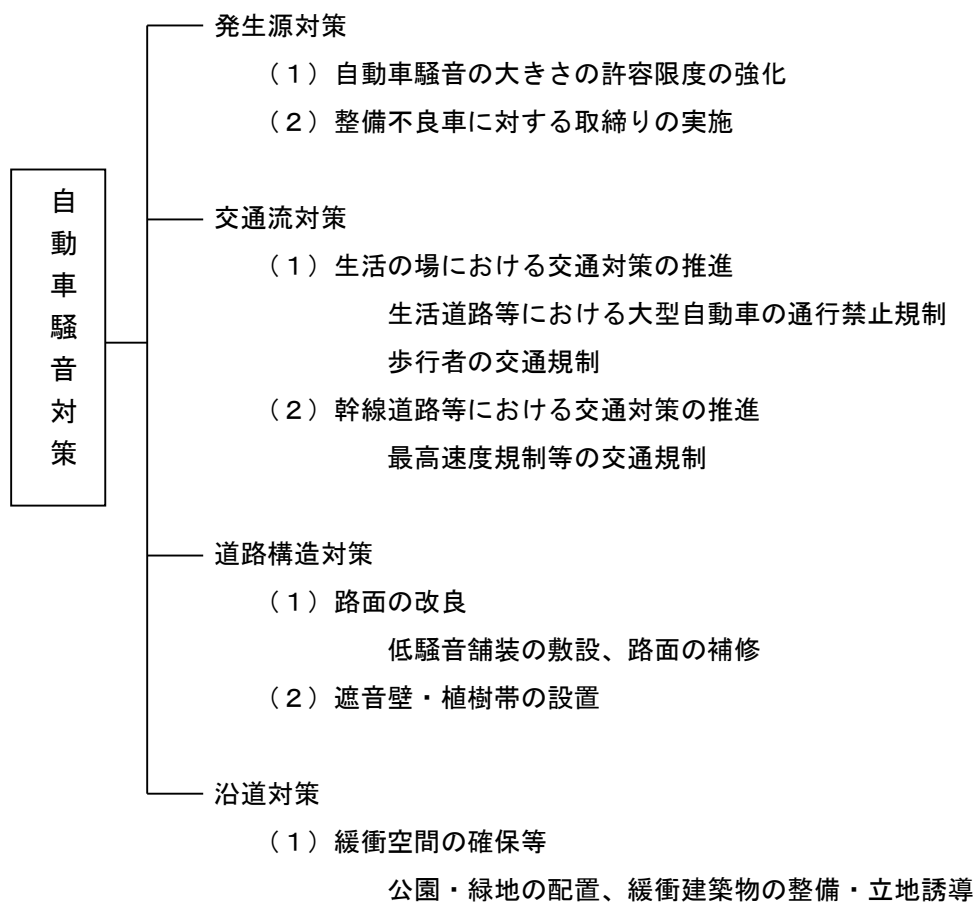 自動車騒音対策
発生源対策
（１）自動車騒音の大きさの許容限度の強化
（２）整備不良車に対する取締りの実施
交通流対策
（１）生活の場における交通対策の推進
生活道路等における大型自動車の通行禁止規制
歩行者の交通規制
（２）幹線道路等における交通対策の推進
最高速度規制等の交通規制
道路構造対策
（１）路面の改良
低騒音舗装の敷設、路面の補修
（２）遮音壁・植樹帯の設置
沿道対策
（１）緩衝空間の確保等
公園・緑地の配置、緩衝建築物の整備・立地誘導